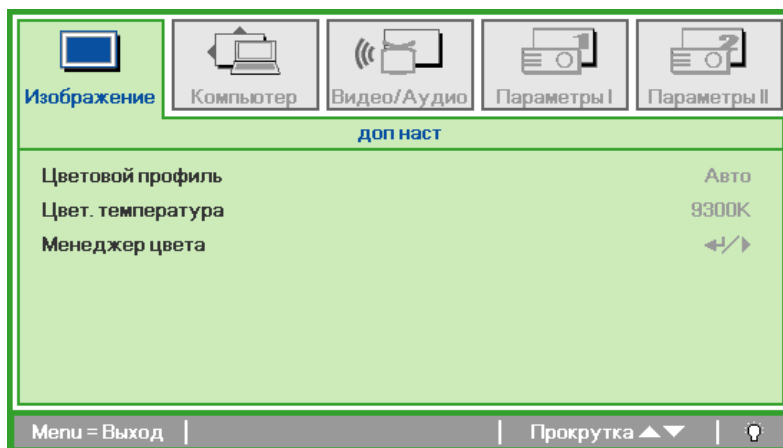 Изображение Компьютер Видео/Аудио Параметры I Параметры II
доп наст
Цветовой профиль Авто
Цвет. температура 9300K
Менеджер цвета
Menu = Выход Прокрутка